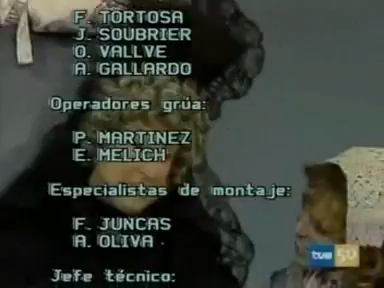 F. TORTOSA
J. SOUBRIER
O. VALLVE
A. GALLARDO
Operadores grúa:
P. MARTINEZ
E. MELICH
Especialistas de montaje:
F. JUNCAS
A. OLIVA
Jefe técnico:
tve 50